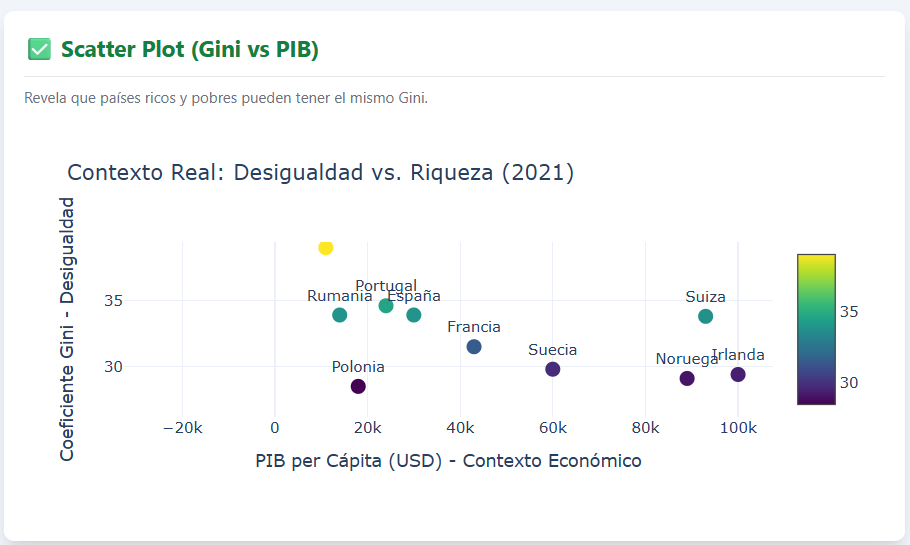 ✅ Scatter Plot (Gini vs PIB)
Revela que países ricos y pobres pueden tener el mismo Gini.
Contexto Real: Desigualdad vs. Riqueza (2021)
Coeficiente Gini - Desigualdad
35
30
Rumania
Portugal
España
Polonia
Francia
Suecia
Suiza
Noruega
Irlanda
35
30
−20k
0
20k
40k
60k
80k
100k
PIB per Cápita (USD) - Contexto Económico